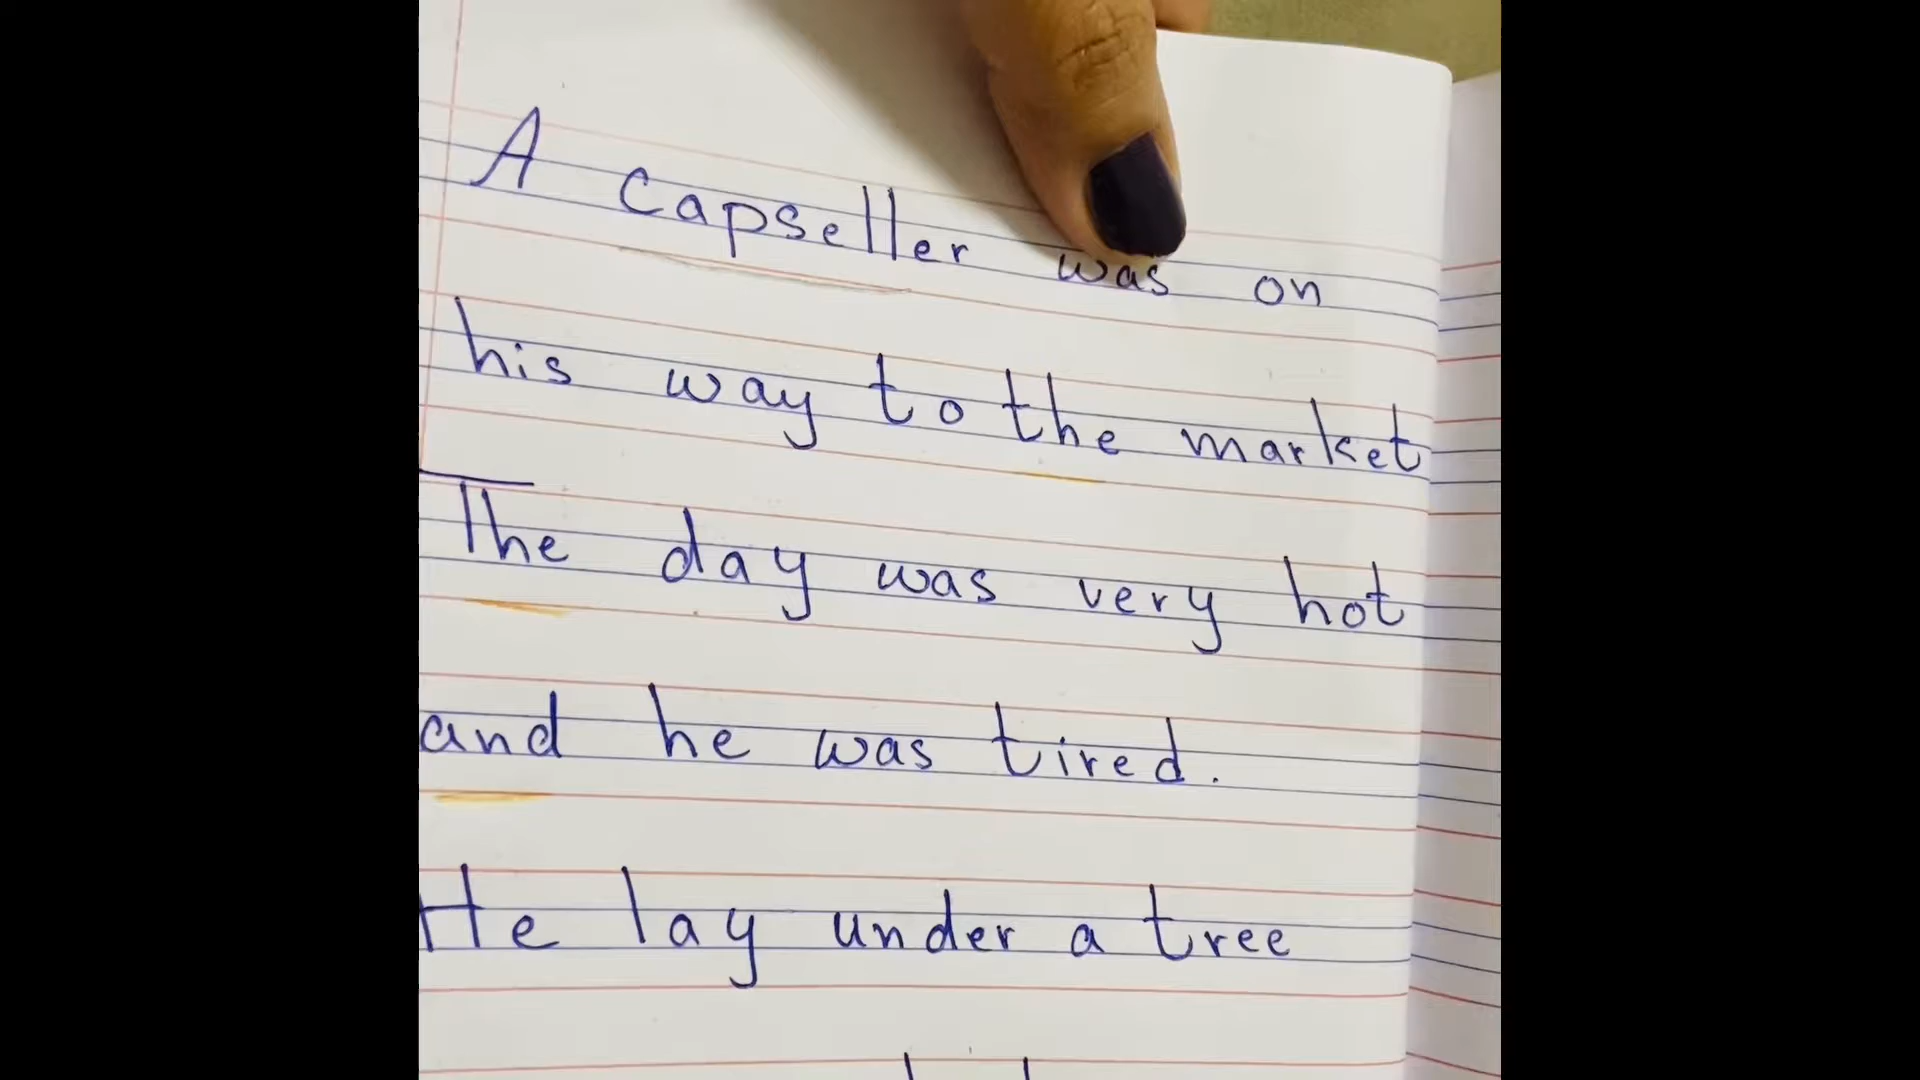 A capseller was on
his way to the market
The day was very hot
and he was tired.
He lay under a tree